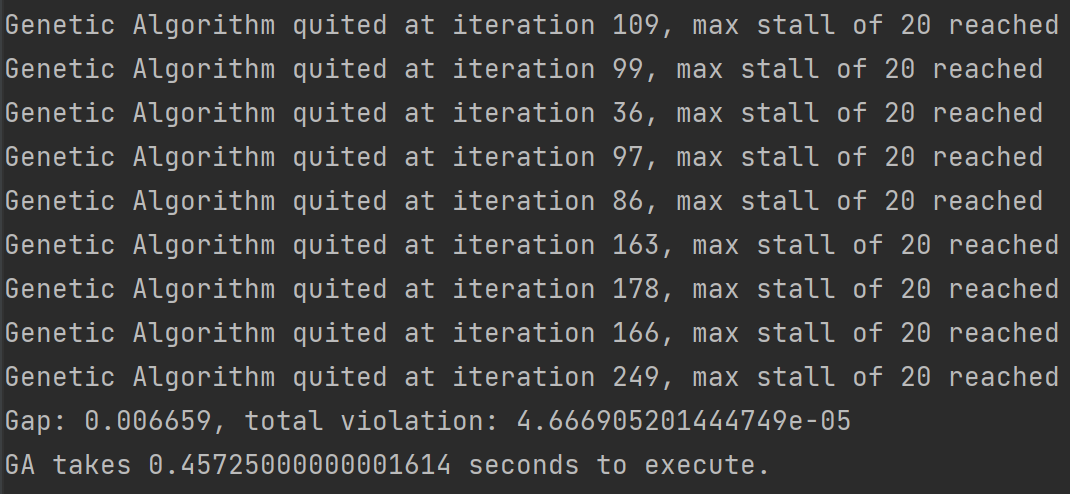 Genetic Algorithm quited at iteration 109, max stall of 20 reached
Genetic Algorithm quited at iteration 99, max stall of 20 reached
Genetic Algorithm quited at iteration 36, max stall of 20 reached
Genetic Algorithm quited at iteration 97, max stall of 20 reached
Genetic Algorithm quited at iteration 86, max stall of 20 reached
Genetic Algorithm quited at iteration 163, max stall of 20 reached
Genetic Algorithm quited at iteration 178, max stall of 20 reached
Genetic Algorithm quited at iteration 166, max stall of 20 reached
Genetic Algorithm quited at iteration 249, max stall of 20 reached
Gap: 0.006659, total violation: 4.666905201444749e-05
GA takes 0.45725000000001614 seconds to execute.